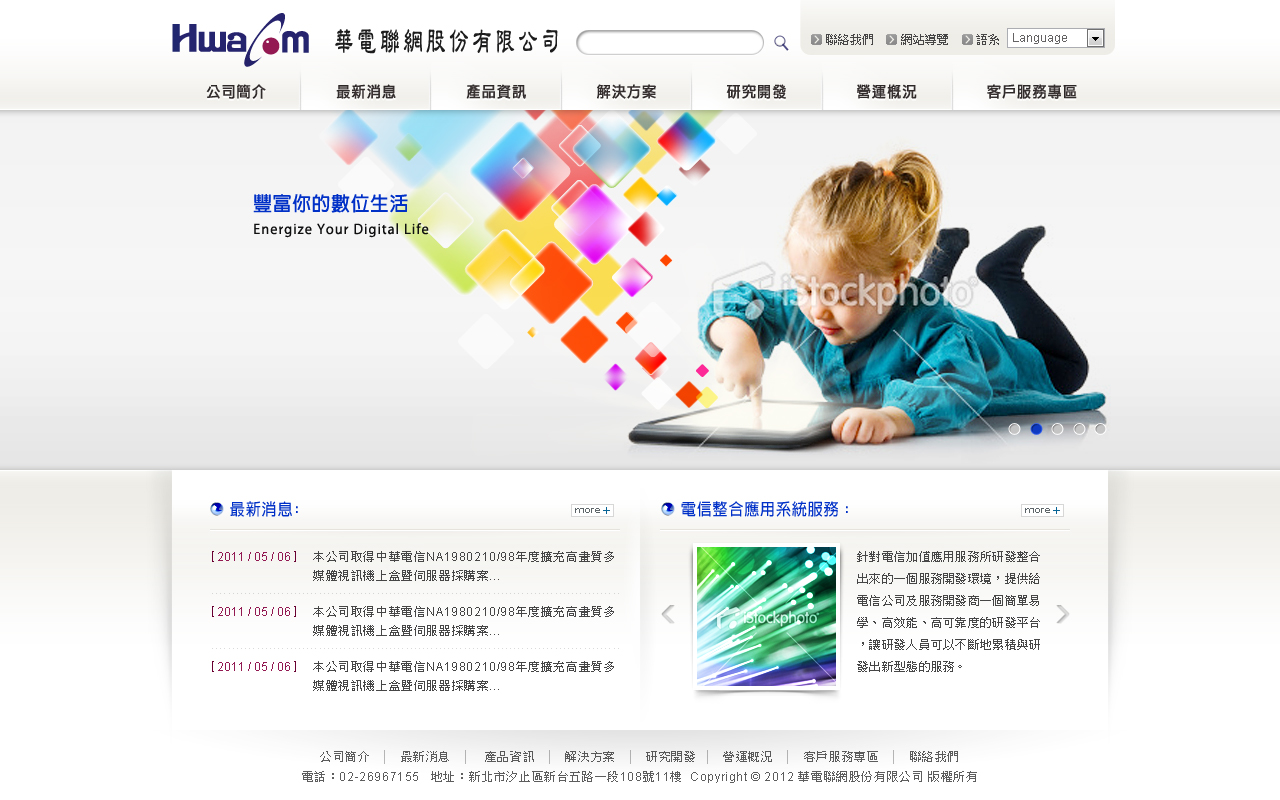 HwaCom 華電聯網股份有限公司
聯絡我們 網站導覽 語系 Language
公司簡介 最新消息 產品資訊 解決方案 研究開發 營運概況 客戶服務專區
豐富你的數位生活
Energize Your Digital Life
iStockphoto
最新消息: more+
[ 2011 / 05 / 06 ] 本公司取得中華電信NA1980210/98年度擴充高畫質多
媒體視訊機上盒暨伺服器採購案...
[ 2011 / 05 / 06 ] 本公司取得中華電信NA1980210/98年度擴充高畫質多
媒體視訊機上盒暨伺服器採購案...
[ 2011 / 05 / 06 ] 本公司取得中華電信NA1980210/98年度擴充高畫質多
媒體視訊機上盒暨伺服器採購案...
電信整合應用系統服務： more+
iStockphoto
針對電信加值應用服務所研發整合
出來的一個服務開發環境，提供給
電信公司及服務開發商一個簡單易
學、高效能、高可靠度的研發平台
，讓研發人員可以不斷地累積與研
發出新型態的服務。
公司簡介 | 最新消息 | 產品資訊 | 解決方案 | 研究開發 | 營運概況 | 客戶服務專區 | 聯絡我們
電話：02-26967155 地址：新北市汐止區新台五路一段108號11樓 Copyright © 2012 華電聯網股份有限公司 版權所有